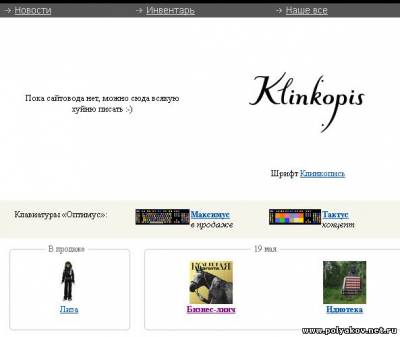 → Новости → Инвентарь → Наше все
Пока сайтовода нет, можно сюда всякую
хуйню писать :-)
Klinkopis
Шрифт Клинкопись
Клавиатуры «Оптимус»: Максимус Тактус
в продаже концепт
В продаже 19 мая
Лиза Бизнес-линч Идиотека
www.polyakov.net.ru